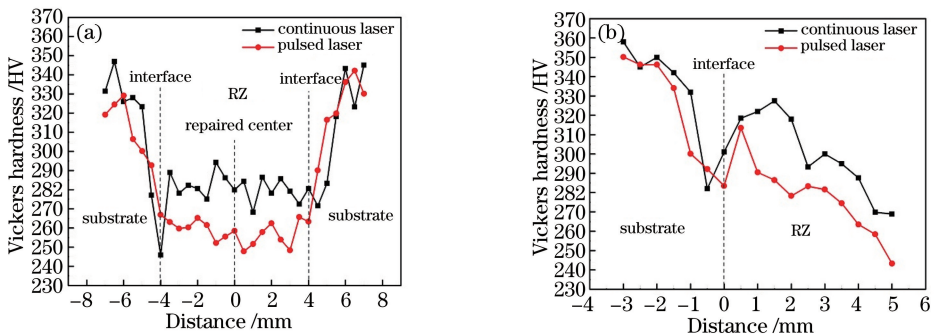 (a)
continuous laser
pulsed laser
370
360
350
340
330
320
310
300
290
282
270
260
250
240
230
Vickers hardness /HV
interface
RZ
interface
repaired center
substrate
substrate
−8 −6 −4 −2 0 2 4 6 8
Distance /mm
(b)
continuous laser
pulsed laser
370
360
350
340
330
320
310
300
290
282
270
260
250
240
230
Vickers hardness /HV
interface
substrate
RZ
−4 −3 −2 −1 0 1 2 3 4 5 6
Distance /mm